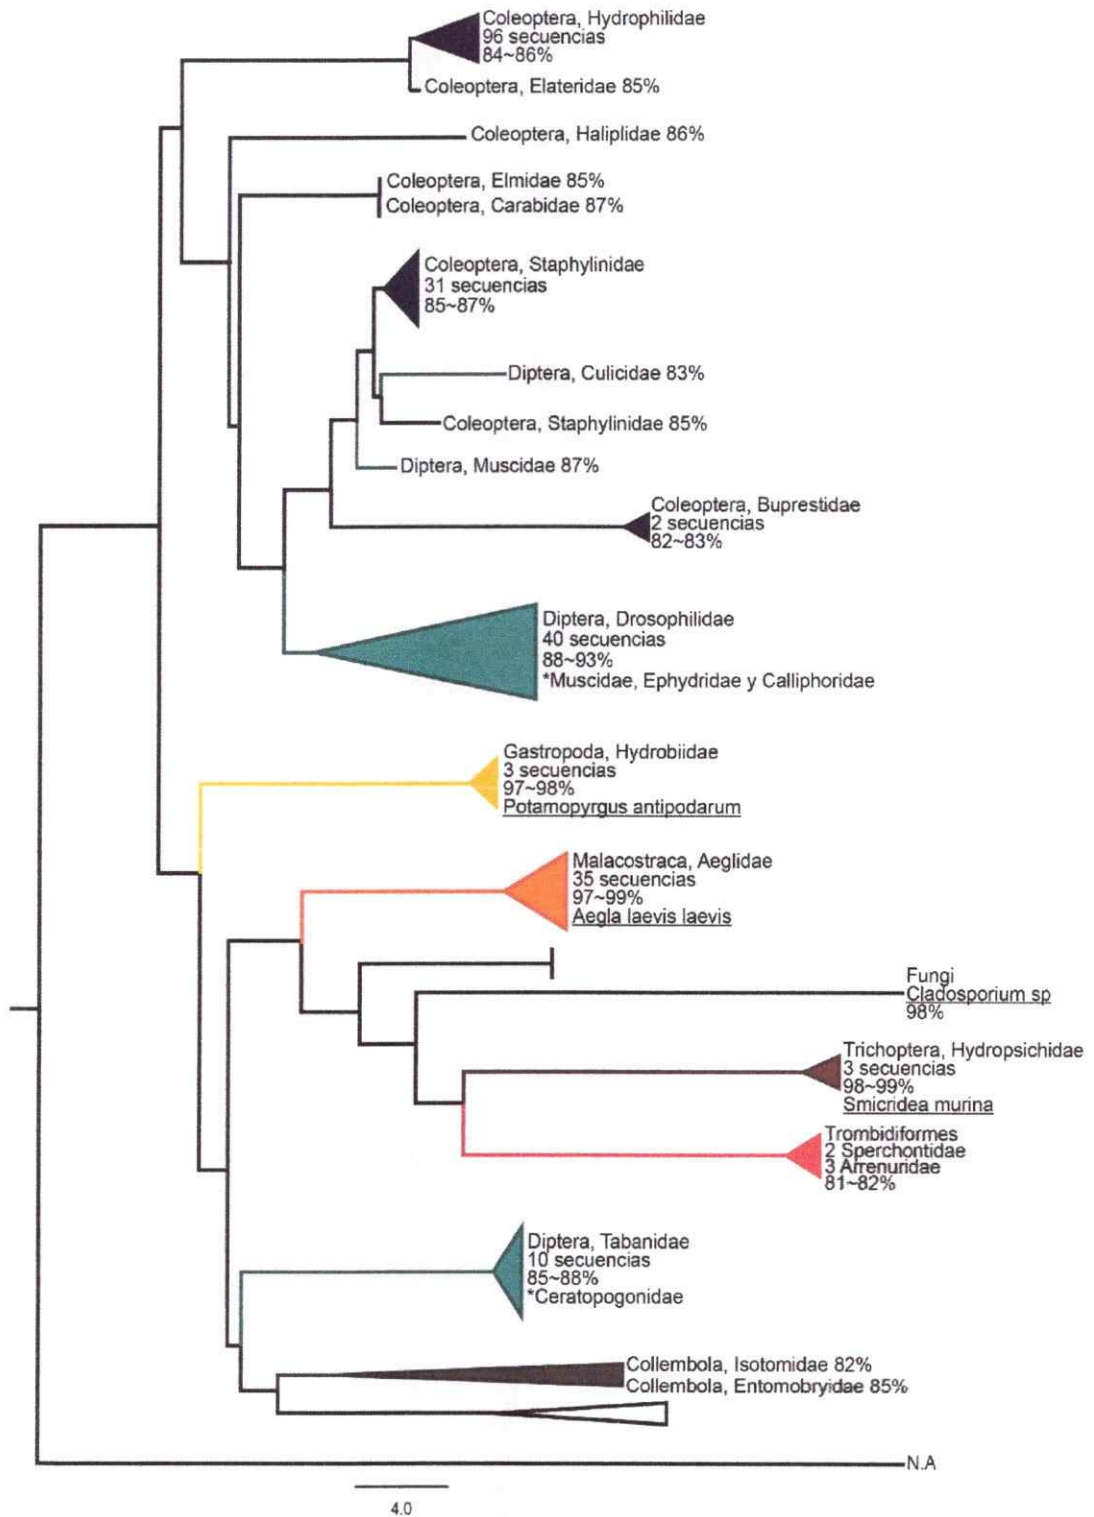 Coleoptera, Hydrophilidae
96 secuencias
84~86%
Coleoptera, Elateridae 85%
Coleoptera, Haliplidae 86%
Coleoptera, Elmidae 85%
Coleoptera, Carabidae 87%
Coleoptera, Staphylinidae
31 secuencias
85~87%
Diptera, Culicidae 83%
Coleoptera, Staphylinidae 85%
Diptera, Muscidae 87%
Coleoptera, Buprestidae
2 secuencias
82~83%
Diptera, Drosophilidae
40 secuencias
88~93%
*Muscidae, Ephydridae y Calliphoridae
Gastropoda, Hydrobiidae
3 secuencias
97~98%
Potamopyrgus antipodarum
Malacostraca, Aeglidae
35 secuencias
97~99%
Aegla laevis laevis
Fungi
Cladosporium sp
98%
Trichoptera, Hydropsichidae
3 secuencias
98~99%
Smicridea murina
Trombidiformes
2 Sperchontidae
3 Arrenuridae
81~82%
Diptera, Tabanidae
10 secuencias
85~88%
*Ceratopogonidae
Collembola, Isotomidae 82%
Collembola, Entomobryidae 85%
N.A
4.0